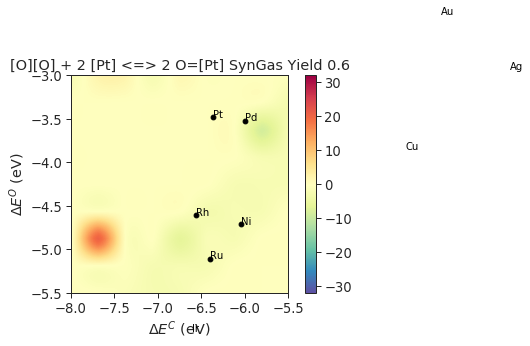 Au
[O][O] + 2 [Pt] <=> 2 O=[Pt] SynGas Yield 0.6
Ag
−3.0
30
Pt
Pd
−3.5
20
Cu
10
−4.0
0
ΔE^O (eV)
−4.5
Rh
Ni
−10
−5.0
Ru
−20
−30
−5.5
−8.0 −7.5 −7.0 −6.5 −6.0 −5.5
ΔE^C (eV)
Ir